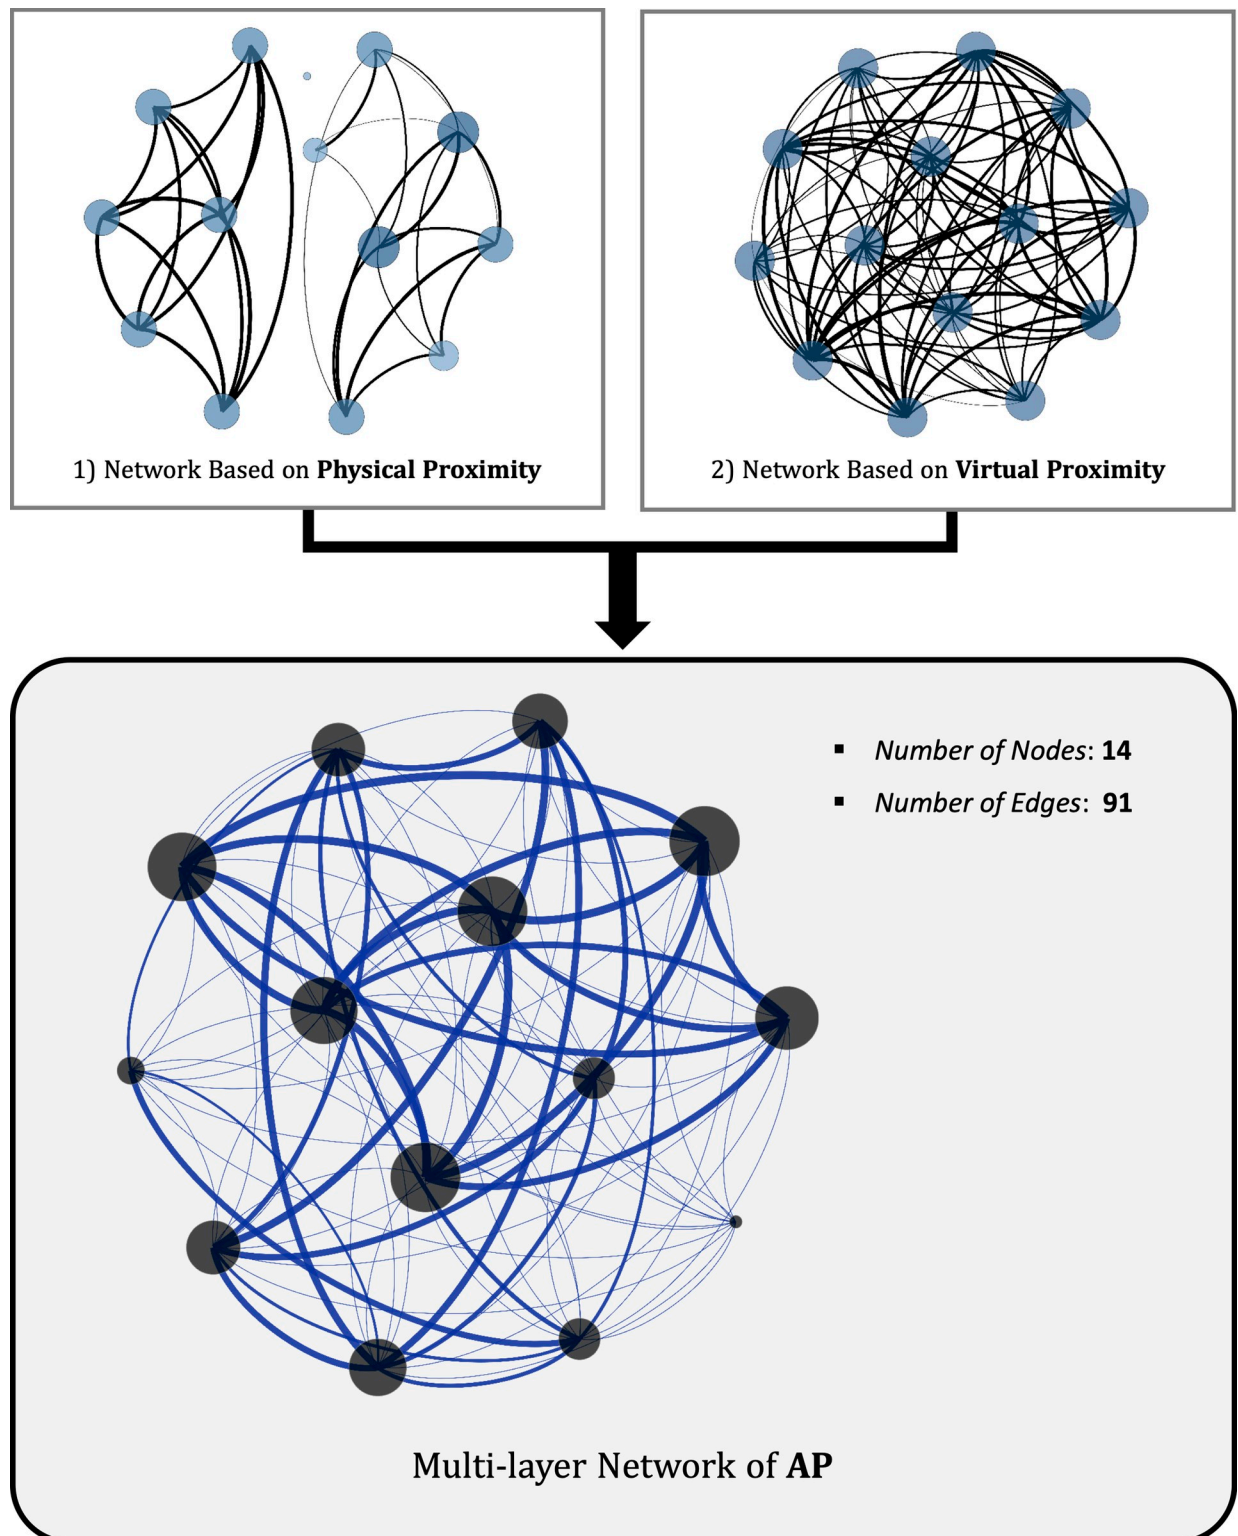 1) Network Based on Physical Proximity
2) Network Based on Virtual Proximity
▪ Number of Nodes: 14
▪ Number of Edges: 91
Multi-layer Network of AP